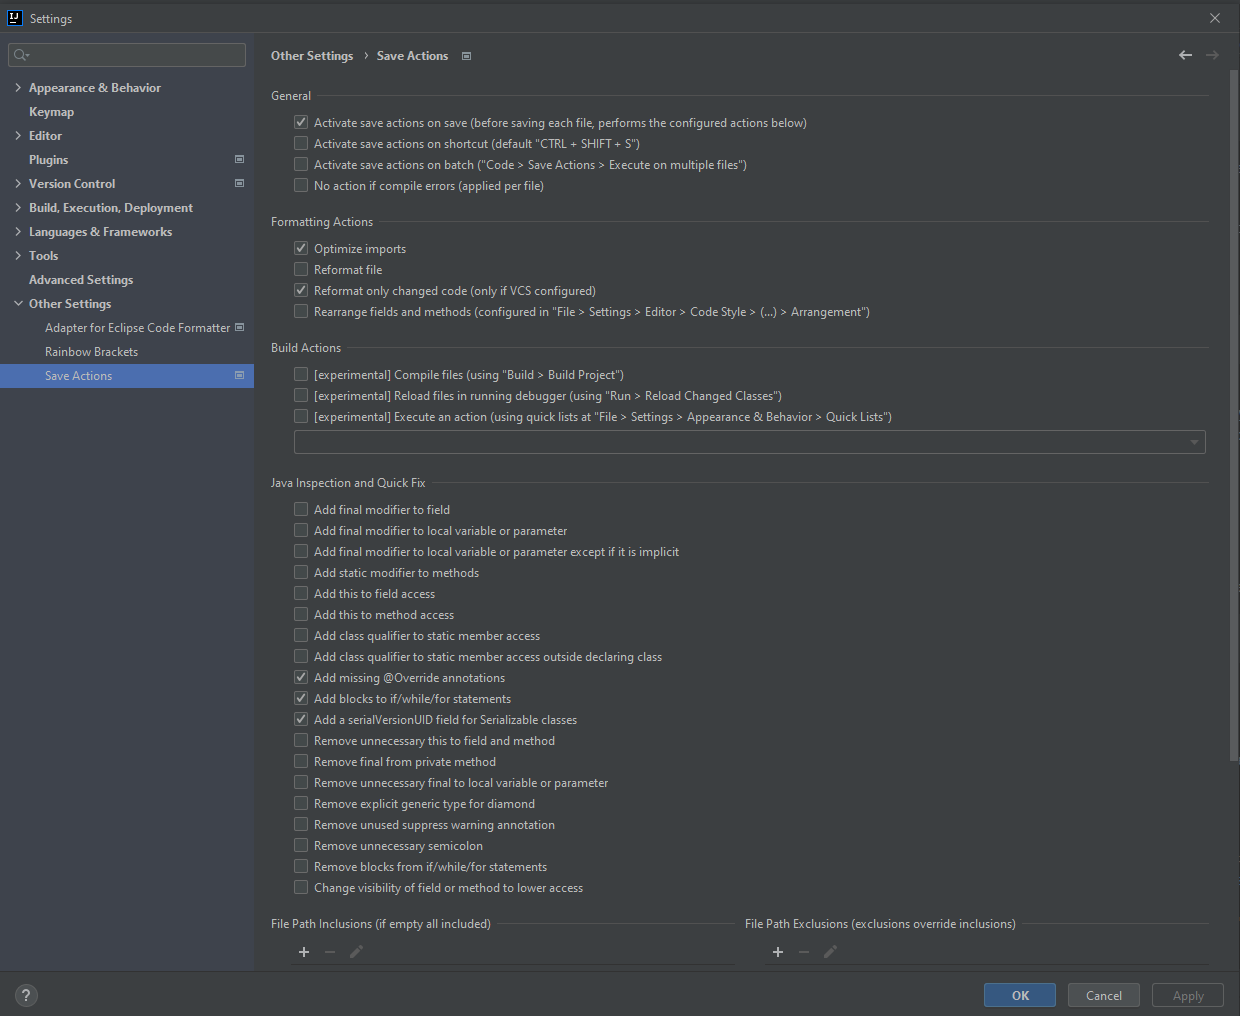 IJ Settings
Appearance & Behavior
Keymap
Editor
Plugins
Version Control
Build, Execution, Deployment
Languages & Frameworks
Tools
Advanced Settings
Other Settings
Adapter for Eclipse Code Formatter
Rainbow Brackets
Save Actions
Other Settings › Save Actions
General
Activate save actions on save (before saving each file, performs the configured actions below)
Activate save actions on shortcut (default "CTRL + SHIFT + S")
Activate save actions on batch ("Code > Save Actions > Execute on multiple files")
No action if compile errors (applied per file)
Formatting Actions
Optimize imports
Reformat file
Reformat only changed code (only if VCS configured)
Rearrange fields and methods (configured in "File > Settings > Editor > Code Style > (...) > Arrangement")
Build Actions
[experimental] Compile files (using "Build > Build Project")
[experimental] Reload files in running debugger (using "Run > Reload Changed Classes")
[experimental] Execute an action (using quick lists at "File > Settings > Appearance & Behavior > Quick Lists")
Java Inspection and Quick Fix
Add final modifier to field
Add final modifier to local variable or parameter
Add final modifier to local variable or parameter except if it is implicit
Add static modifier to methods
Add this to field access
Add this to method access
Add class qualifier to static member access
Add class qualifier to static member access outside declaring class
Add missing @Override annotations
Add blocks to if/while/for statements
Add a serialVersionUID field for Serializable classes
Remove unnecessary this to field and method
Remove final from private method
Remove unnecessary final to local variable or parameter
Remove explicit generic type for diamond
Remove unused suppress warning annotation
Remove unnecessary semicolon
Remove blocks from if/while/for statements
Change visibility of field or method to lower access
File Path Inclusions (if empty all included)
File Path Exclusions (exclusions override inclusions)
? OK Cancel Apply